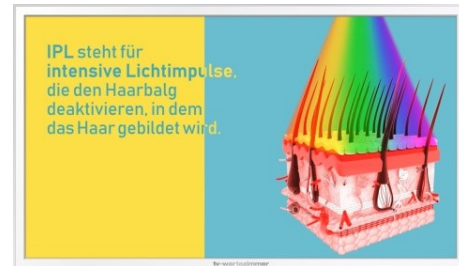 IPL steht für
intensive Lichtimpulse,
die den Haarbalg
deaktivieren, in dem
das Haar gebildet wird.